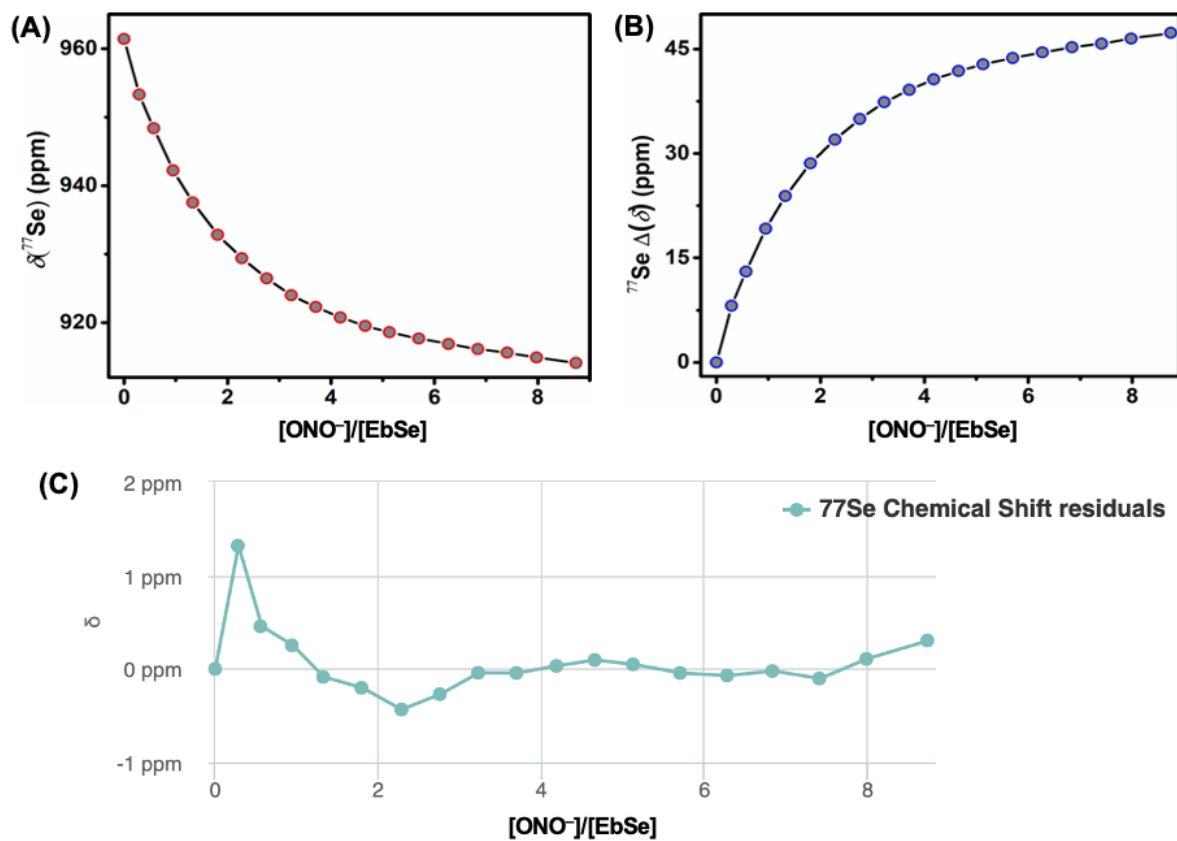 (A)
960
940
920
δ(⁷⁷Se) (ppm)
0 2 4 6 8
[ONO⁻]/[EbSe]
(B)
45
30
15
0
⁷⁷Se Δ(δ) (ppm)
0 2 4 6 8
[ONO⁻]/[EbSe]
(C)
2 ppm
1 ppm
0 ppm
-1 ppm
δ
77Se Chemical Shift residuals
0 2 4 6 8
[ONO⁻]/[EbSe]